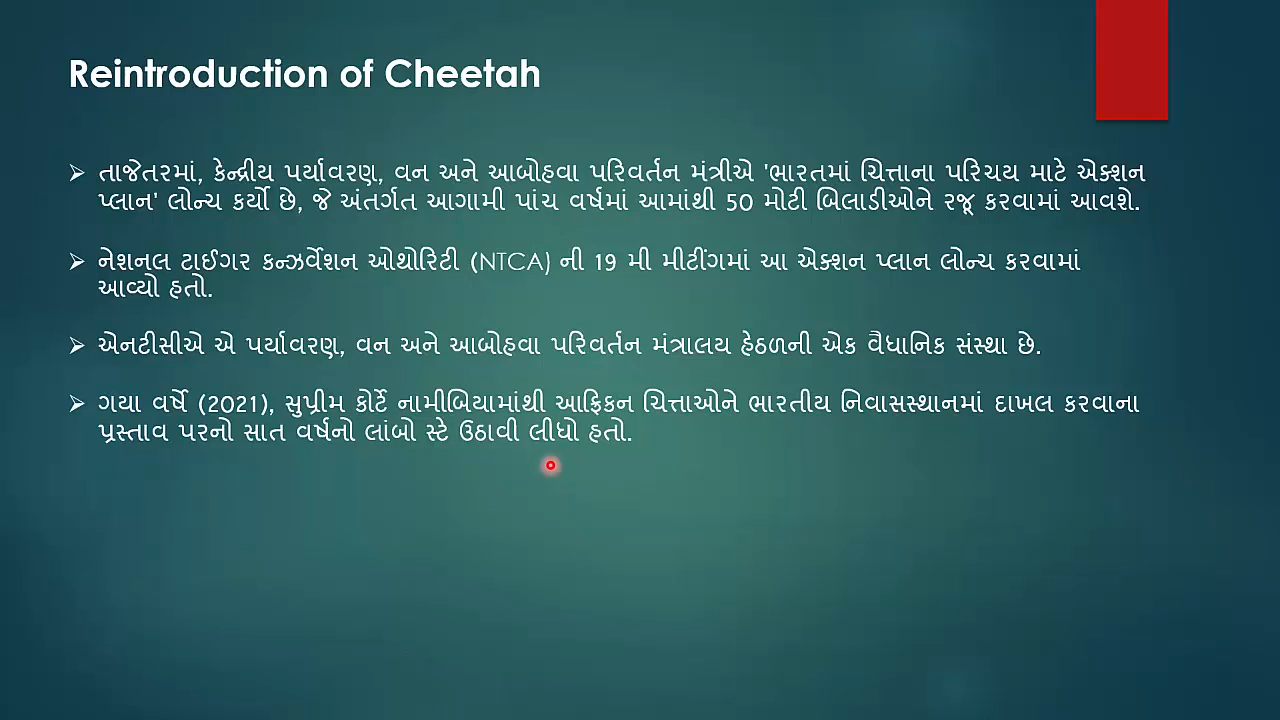 Reintroduction of Cheetah
➢ તાજેતરમાં, કેન્દ્રીય પર્યાવરણ, વન અને આબોહવા પરિવર્તન મંત્રીએ 'ભારતમાં ચિત્તાના પરિચય માટે એક્શન
પ્લાન' લોન્ચ કર્યો છે, જે અંતર્ગત આગામી પાંચ વર્ષમાં આમાંથી 50 મોટી બિલાડીઓને રજૂ કરવામાં આવશે.
➢ નેશનલ ટાઈગર કન્ઝર્વેશન ઓથોરિટી (NTCA) ની 19 મી મીટીંગમાં આ એક્શન પ્લાન લોન્ચ કરવામાં
આવ્યો હતો.
➢ એનટીસીએ એ પર્યાવરણ, વન અને આબોહવા પરિવર્તન મંત્રાલય હેઠળની એક વૈધાનિક સંસ્થા છે.
➢ ગયા વર્ષે (2021), સુપ્રીમ કોર્ટે નામીબિયામાંથી આફ્રિકન ચિત્તાઓને ભારતીય નિવાસસ્થાનમાં દાખલ કરવાના
પ્રસ્તાવ પરનો સાત વર્ષનો લાંબો સ્ટે ઉઠાવી લીધો હતો.